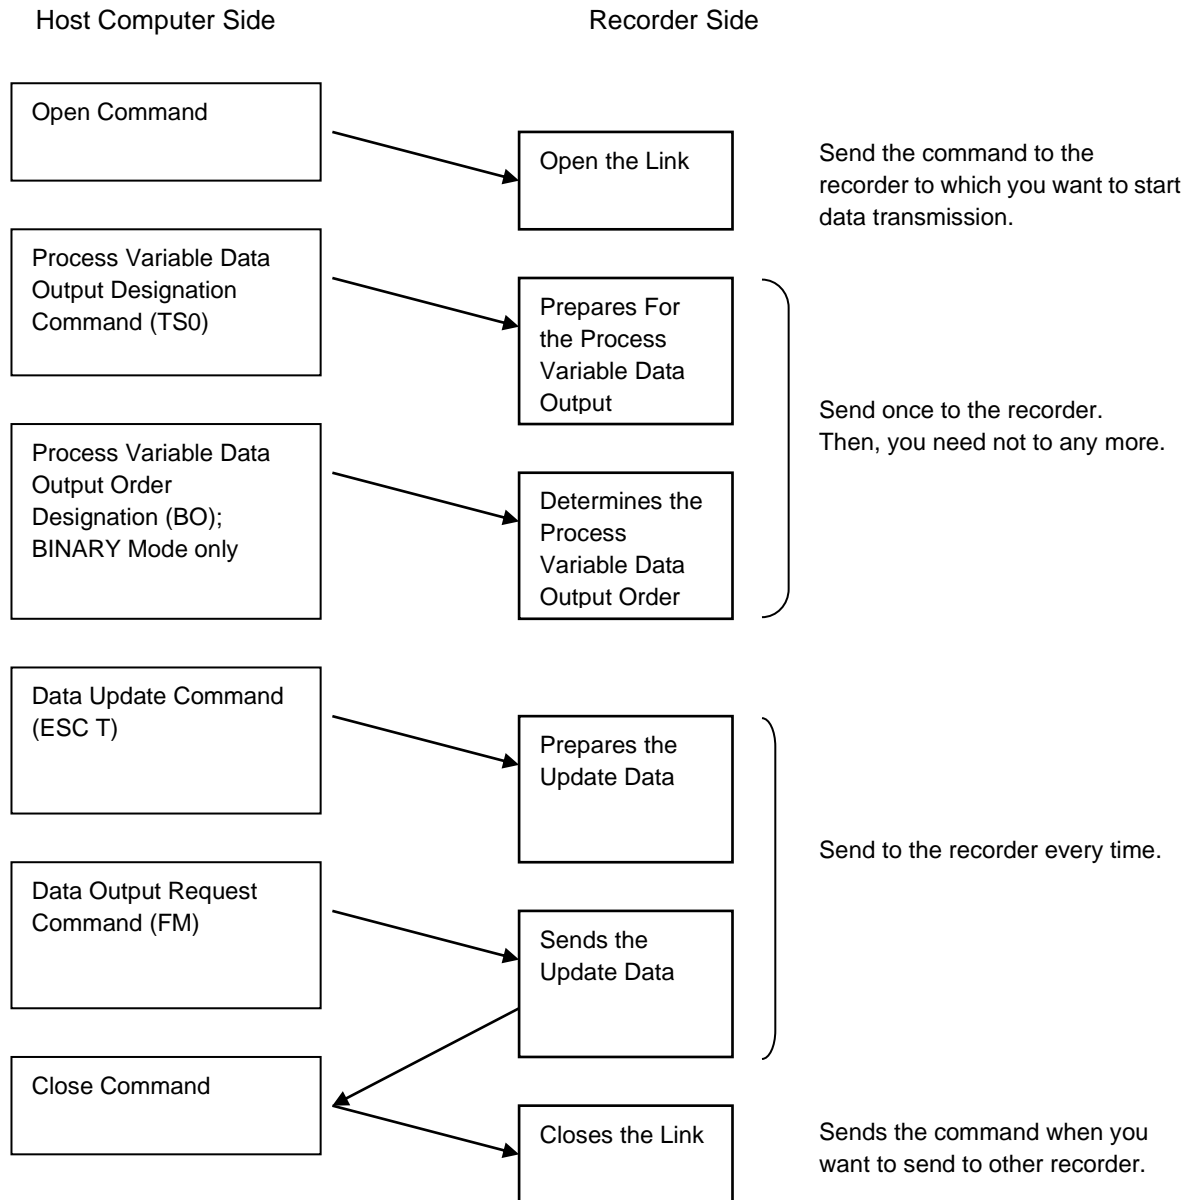 Host Computer Side
Recorder Side
Open Command
Open the Link
Send the command to the
recorder to which you want to start
data transmission.
Process Variable Data
Output Designation
Command (TS0)
Prepares For
the Process
Variable Data
Output
Send once to the recorder.
Then, you need not to any more.
Process Variable Data
Output Order
Designation (BO);
BINARY Mode only
Determines the
Process
Variable Data
Output Order
Data Update Command
(ESC T)
Prepares the
Update Data
Send to the recorder every time.
Data Output Request
Command (FM)
Sends the
Update Data
Close Command
Closes the Link
Sends the command when you
want to send to other recorder.